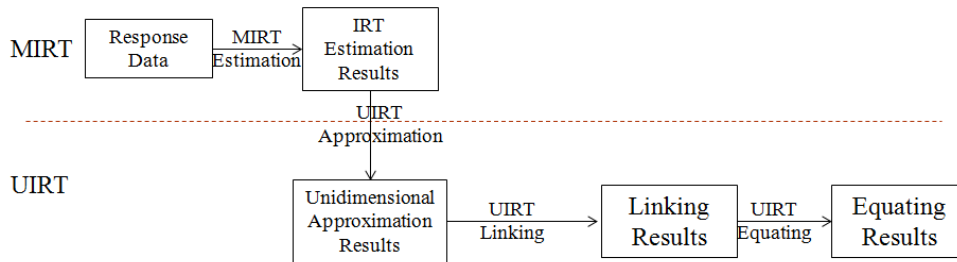 MIRT
Response
Data
MIRT
Estimation
IRT
Estimation
Results
UIRT
Approximation
UIRT
Unidimensional
Approximation
Results
UIRT
Linking
Linking
Results
UIRT
Equating
Equating
Results